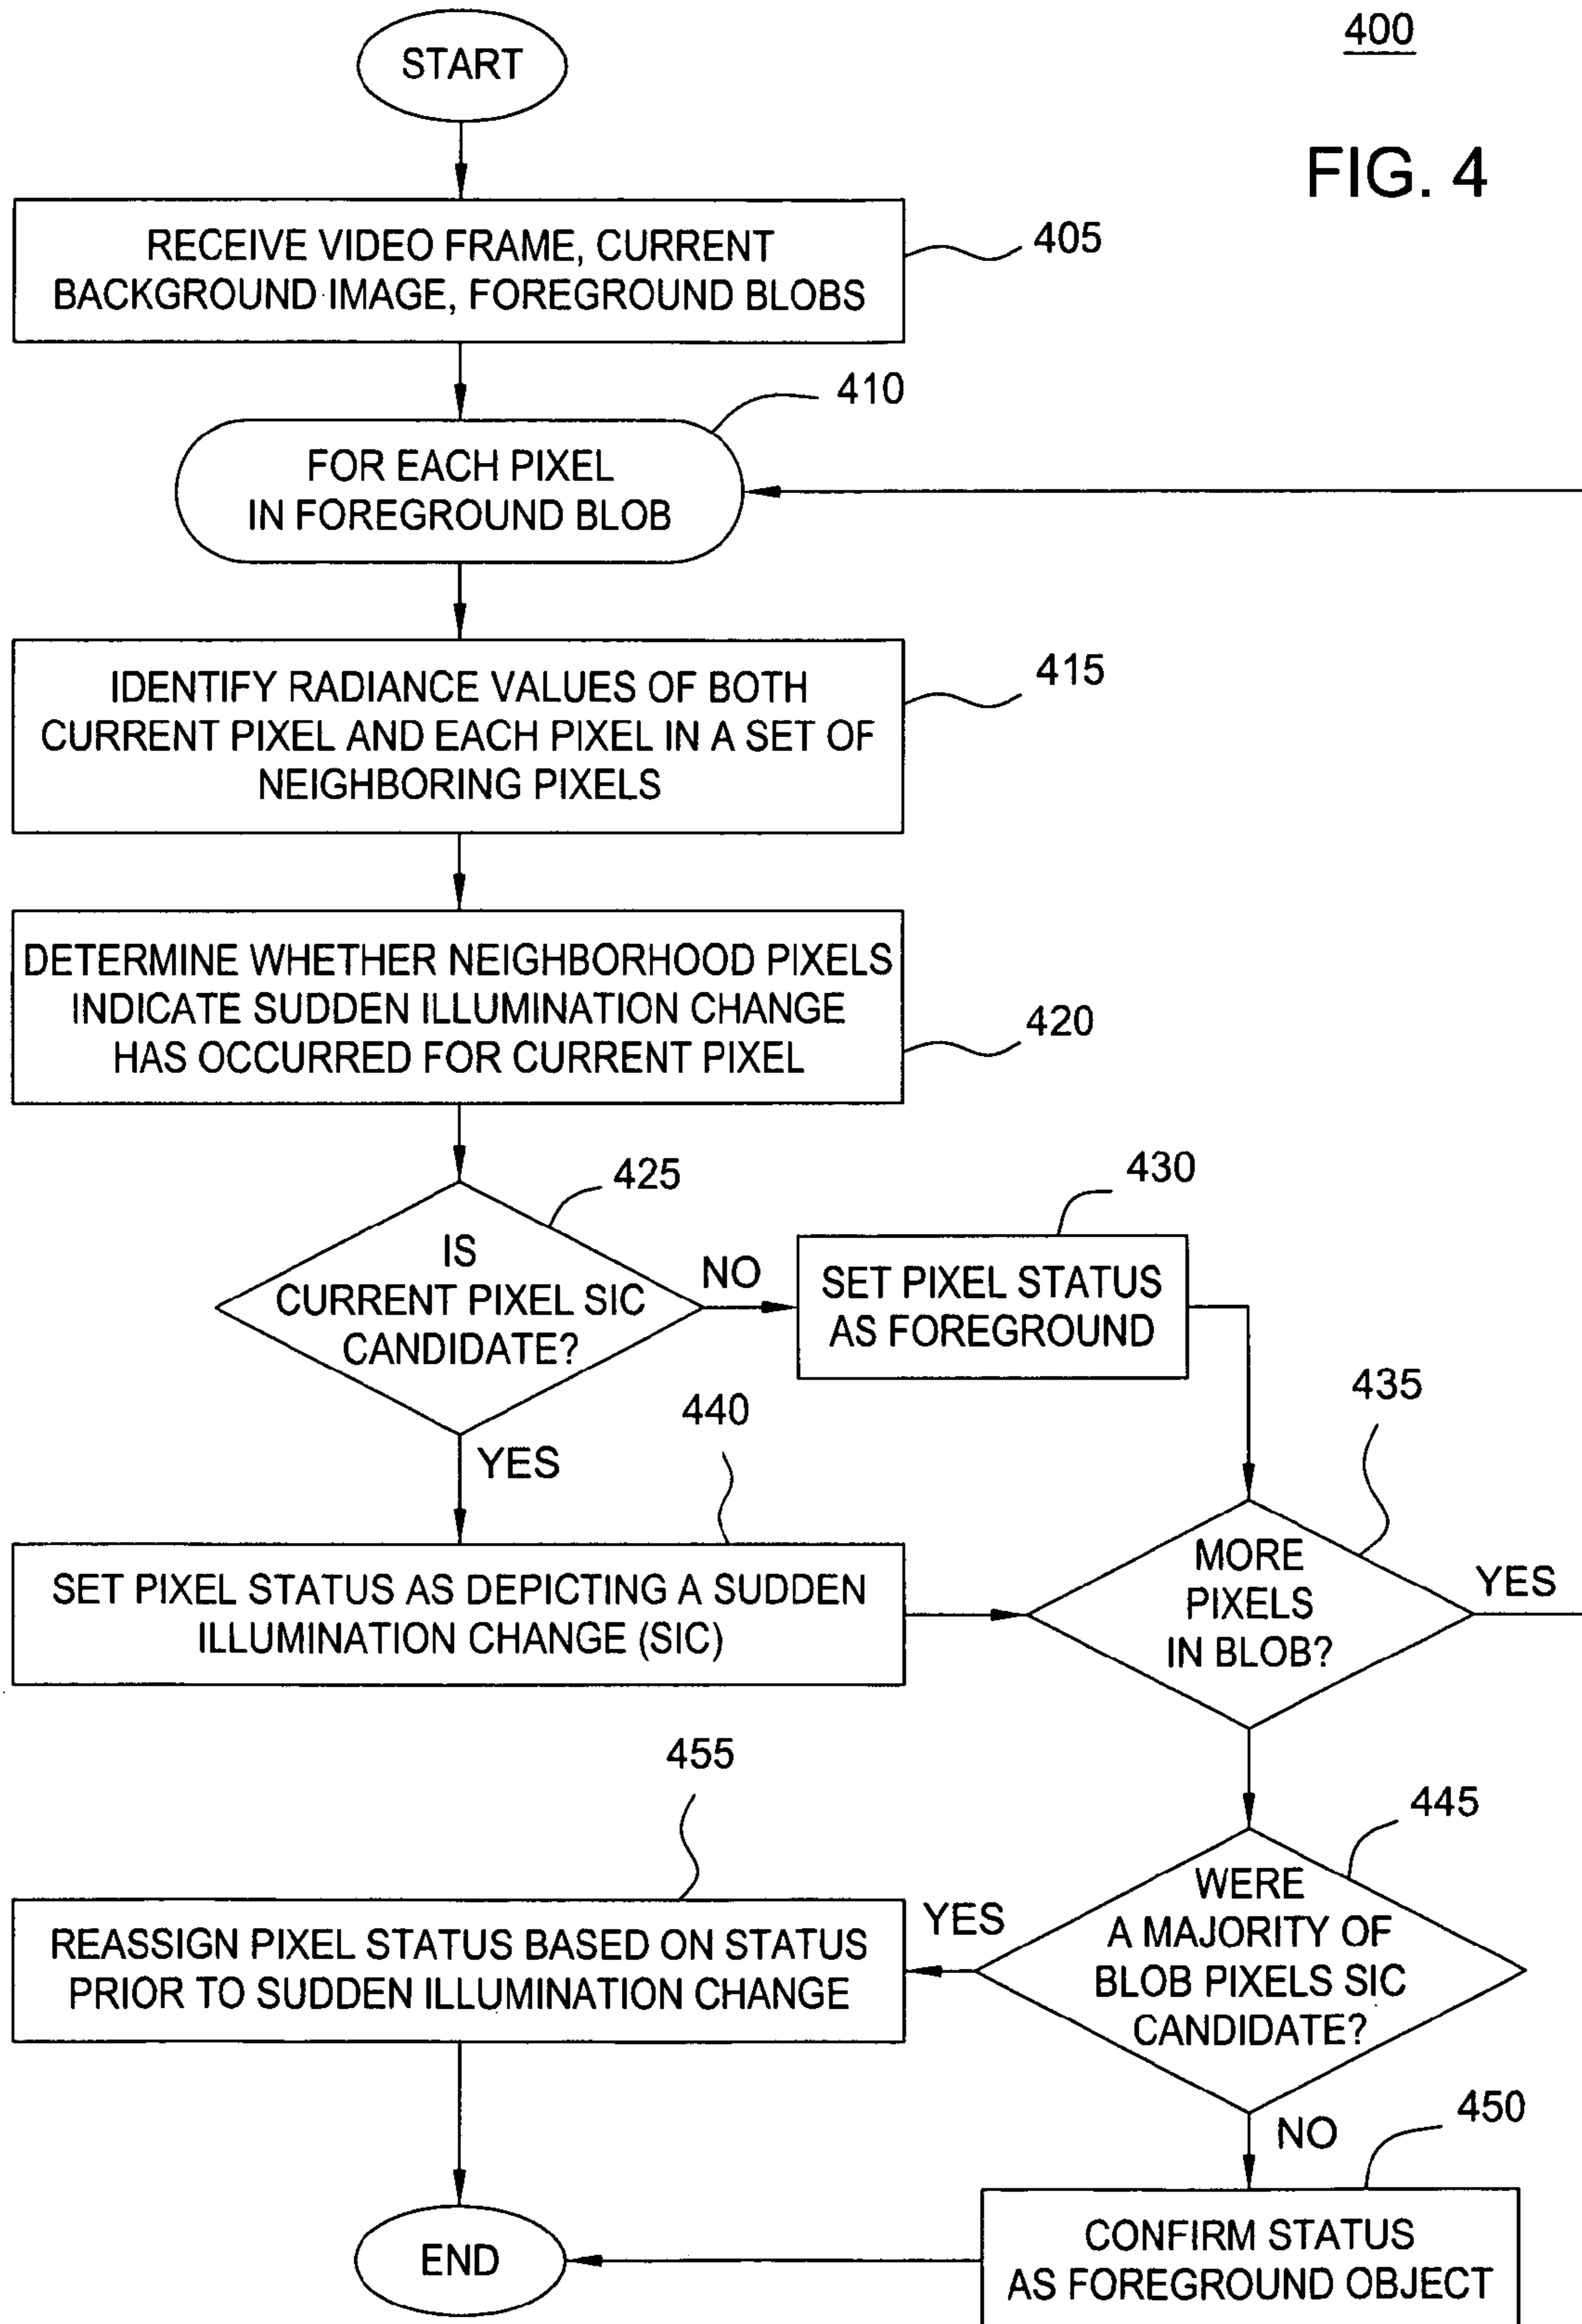 400
FIG. 4
START
RECEIVE VIDEO FRAME, CURRENT
BACKGROUND IMAGE, FOREGROUND BLOBS
405
410
FOR EACH PIXEL
IN FOREGROUND BLOB
IDENTIFY RADIANCE VALUES OF BOTH
CURRENT PIXEL AND EACH PIXEL IN A SET OF
NEIGHBORING PIXELS
415
DETERMINE WHETHER NEIGHBORHOOD PIXELS
INDICATE SUDDEN ILLUMINATION CHANGE
HAS OCCURRED FOR CURRENT PIXEL
420
425
IS
CURRENT PIXEL SIC
CANDIDATE?
NO
430
SET PIXEL STATUS
AS FOREGROUND
YES
440
SET PIXEL STATUS AS DEPICTING A SUDDEN
ILLUMINATION CHANGE (SIC)
435
MORE
PIXELS
IN BLOB?
YES
445
WERE
A MAJORITY OF
BLOB PIXELS SIC
CANDIDATE?
YES
455
REASSIGN PIXEL STATUS BASED ON STATUS
PRIOR TO SUDDEN ILLUMINATION CHANGE
NO
450
CONFIRM STATUS
AS FOREGROUND OBJECT
END